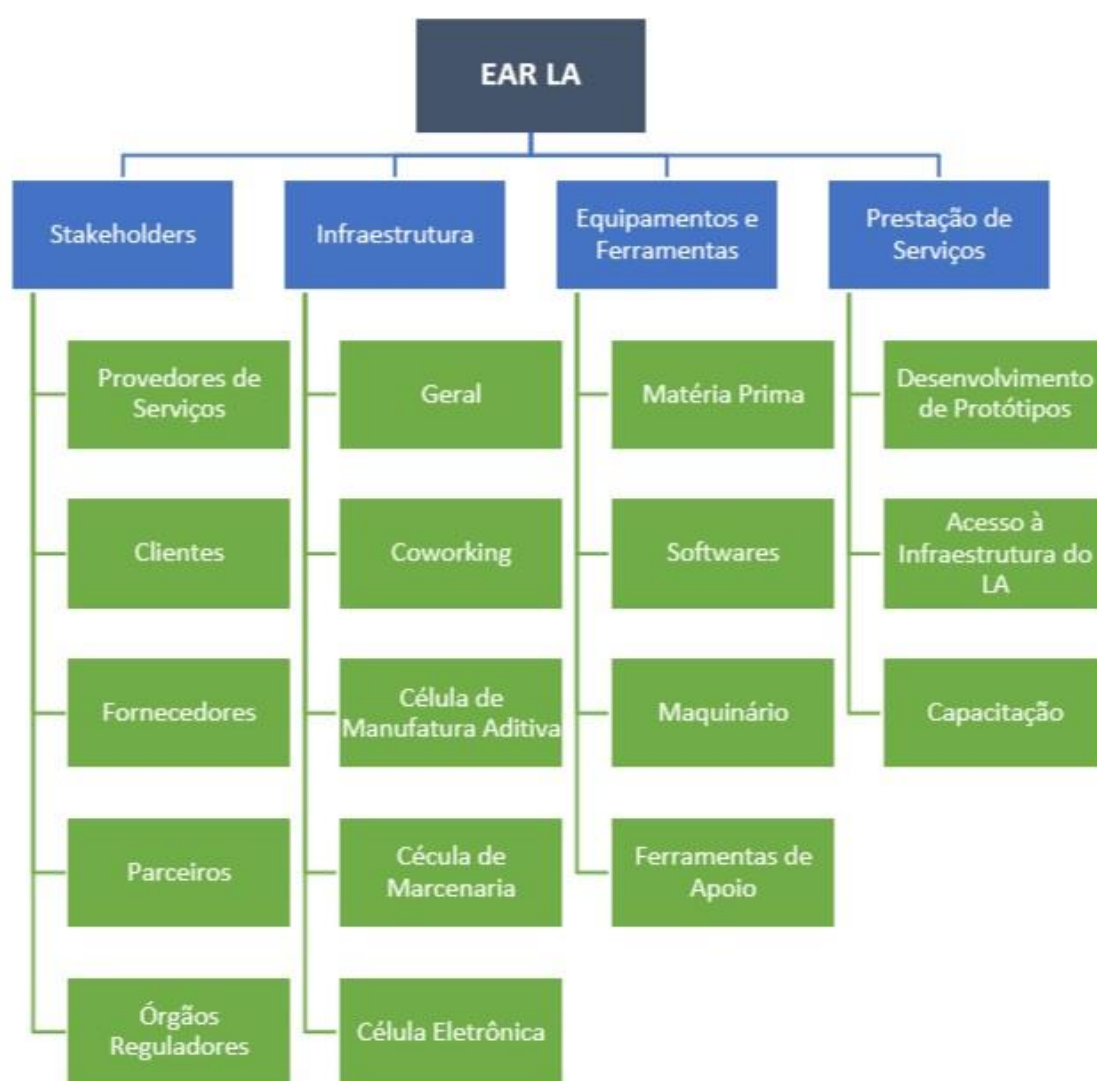 EAR LA
Stakeholders
Provedores de
Serviços
Clientes
Fornecedores
Parceiros
Órgãos
Reguladores
Infraestrutura
Geral
Coworking
Célula de
Manufatura Aditiva
Cécula de
Marcenaria
Célula Eletrônica
Equipamentos e
Ferramentas
Matéria Prima
Softwares
Maquinário
Ferramentas de
Apoio
Prestação de
Serviços
Desenvolvimento
de Protótipos
Acesso à
Infraestrutura do
LA
Capacitação